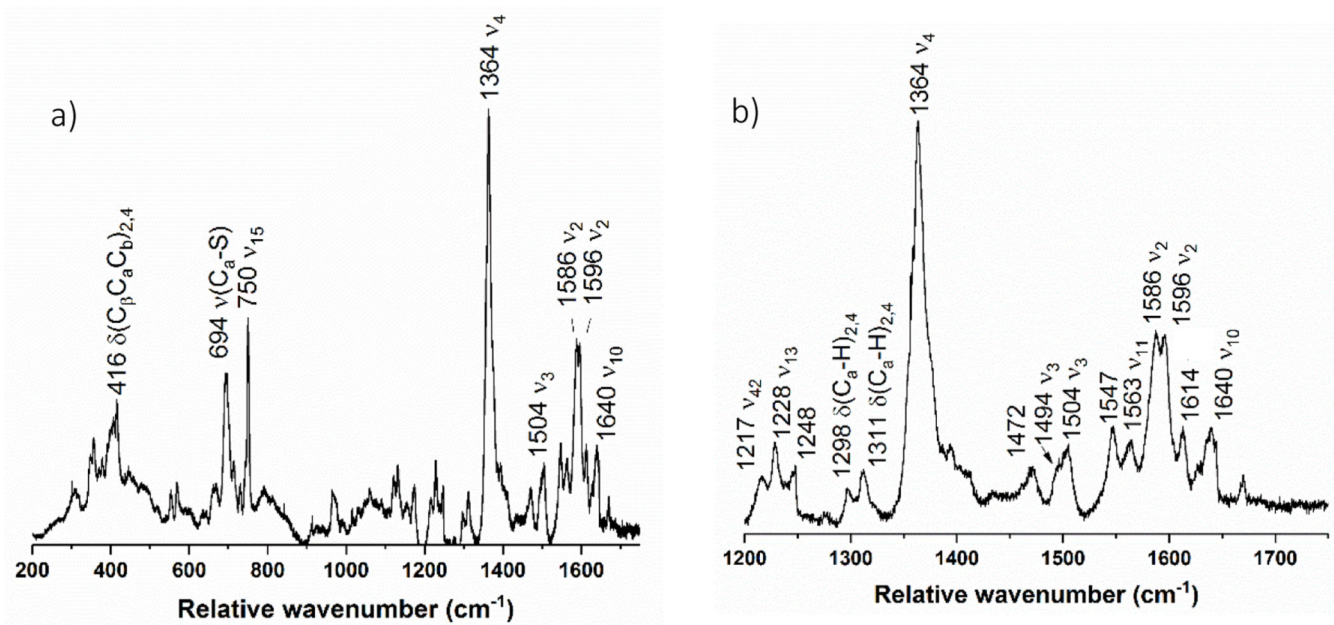 a)
416 δ(CβCaCb)2,4
694 ν(Ca-S)
750 ν15
1364 ν4
1504 ν3
1586 ν2
1596 ν2
1640 ν10
200 400 600 800 1000 1200 1400 1600
Relative wavenumber (cm-1)
b)
1217 ν42
1228 ν13
1248
1298 δ(Ca-H)2,4
1311 δ(Ca-H)2,4
1364 ν4
1472
1494 ν3
1504 ν3
1547
1563 ν11
1586 ν2
1596 ν2
1614
1640 ν10
1200 1300 1400 1500 1600 1700
Relative wavenumber (cm-1)